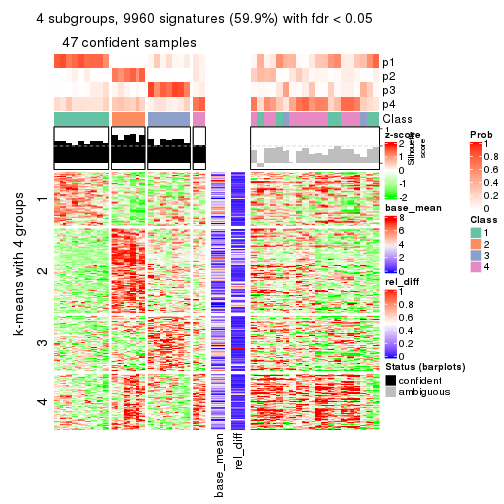 4 subgroups, 9960 signatures (59.9%) with fdr < 0.05
47 confident samples
p1
p2
p3
p4
Class
1
Silhouette
score
k-means with 4 groups
1
2
3
4
base_mean
rel_diff
z-score
2
1
0
-1
-2
base_mean
8
6
4
2
0
rel_diff
1
0.8
0.6
0.4
0.2
0
Status (barplots)
confident
ambiguous
Prob
1
0.8
0.6
0.4
0.2
0
Class
1
2
3
4